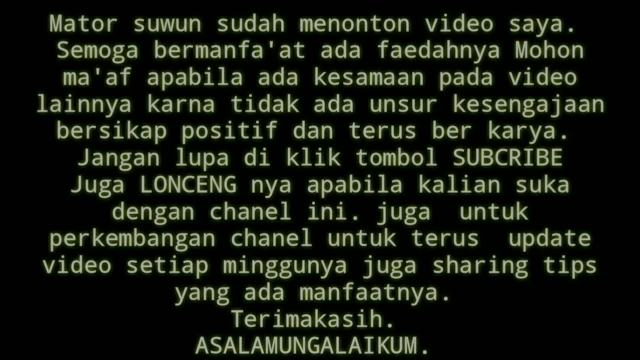 Mator suwun sudah menonton video saya.
Semoga bermanfa'at ada faedahnya Mohon
ma'af apabila ada kesamaan pada video
lainnya karna tidak ada unsur kesengajaan
bersikap positif dan terus ber karya.
Jangan lupa di klik tombol SUBCRIBE
Juga LONCENG nya apabila kalian suka
dengan chanel ini. juga  untuk
perkembangan chanel untuk terus  update
video setiap minggunya juga sharing tips
yang ada manfaatnya.
Terimakasih.
ASALAMUNGALAIKUM.